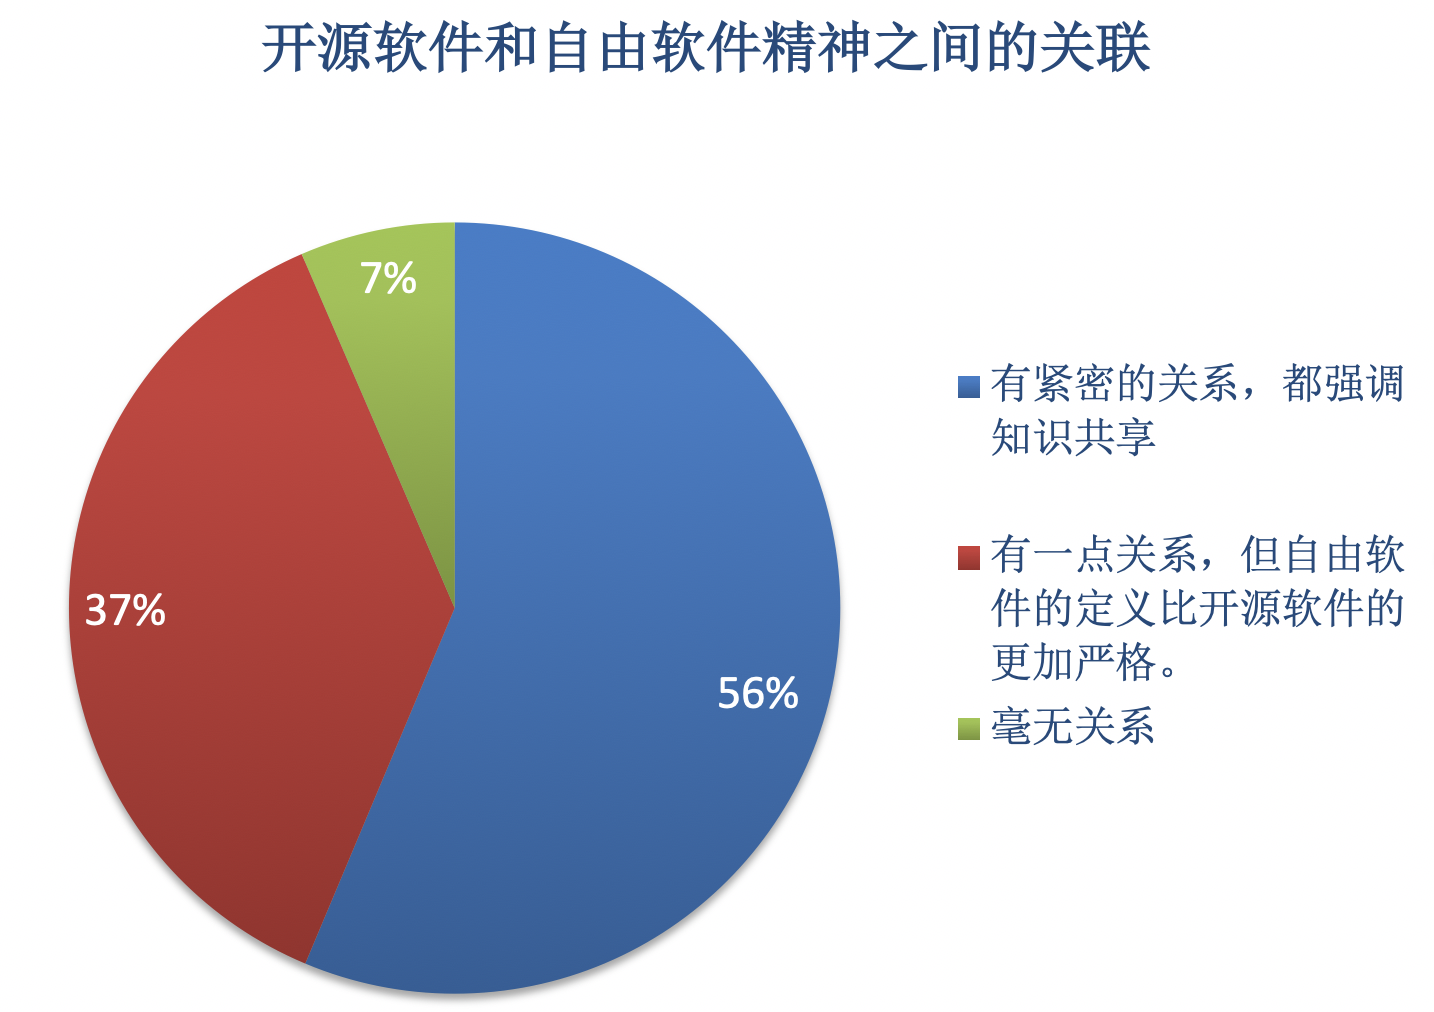 开源软件和自由软件精神之间的关联
7%
37%
56%
有紧密的关系，都强调
知识共享
有一点关系，但自由软
件的定义比开源软件的
更加严格。
毫无关系